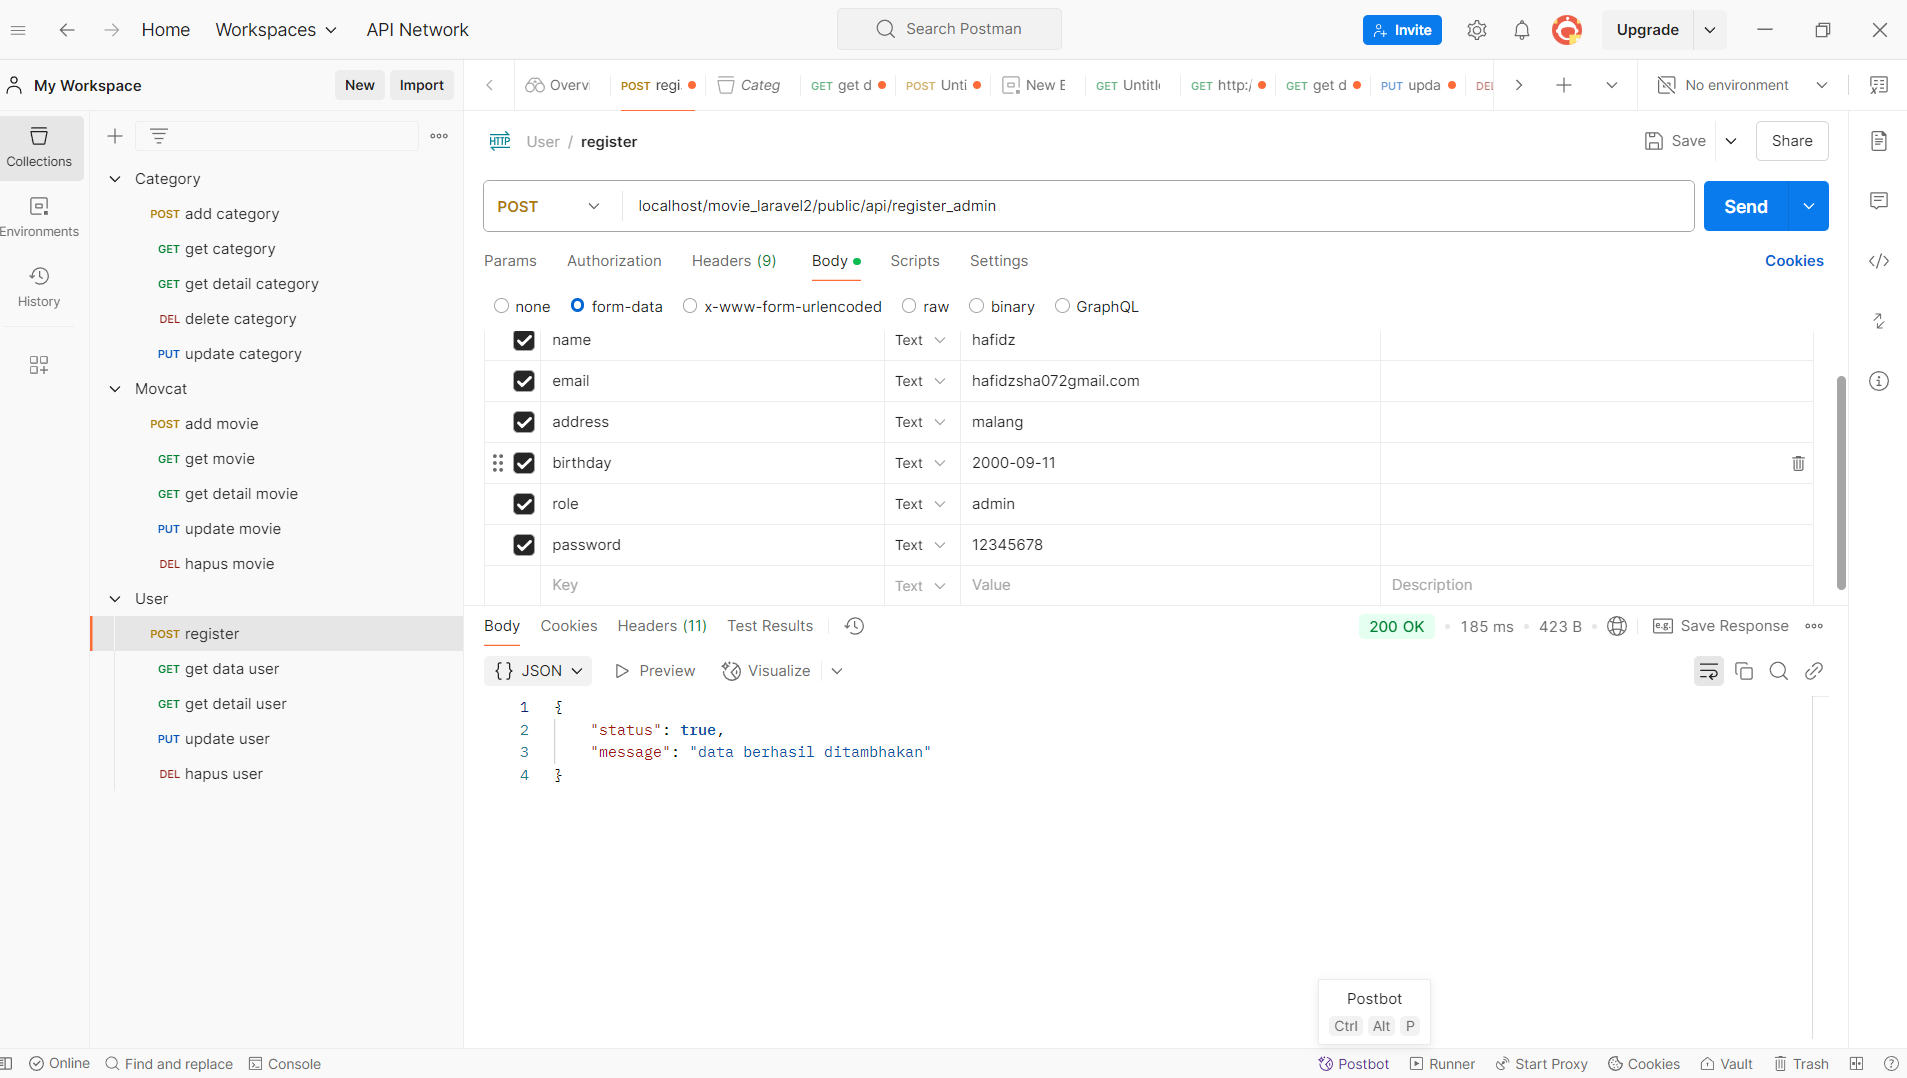 Home Workspaces API Network Search Postman Invite Upgrade
My Workspace New Import Overv POST regi. Categ GET get d POST Unti New E GET Untitle GET http:/ GET get d PUT upda DEL No environment
Collections
Environments
History
Category
POST add category
GET get category
GET get detail category
DEL delete category
PUT update category
Movcat
POST add movie
GET get movie
GET get detail movie
PUT update movie
DEL hapus movie
User
POST register
GET get data user
GET get detail user
PUT update user
DEL hapus user
HTTP User / register Save Share
POST localhost/movie_laravel2/public/api/register_admin Send
Params Authorization Headers (9) Body Scripts Settings Cookies
none form-data x-www-form-urlencoded raw binary GraphQL
name Text hafidz
email Text hafidzsha072gmail.com
address Text malang
birthday Text 2000-09-11
role Text admin
password Text 12345678
Key Text Value Description
Body Cookies Headers (11) Test Results 200 OK • 185 ms • 423 B • e.g. Save Response
{} JSON Preview Visualize
1 {
2 "status": true,
3 "message": "data berhasil ditambhakan"
4 }
Postbot
Ctrl Alt P
Online Find and replace Console Postbot Runner Start Proxy Cookies Vault Trash